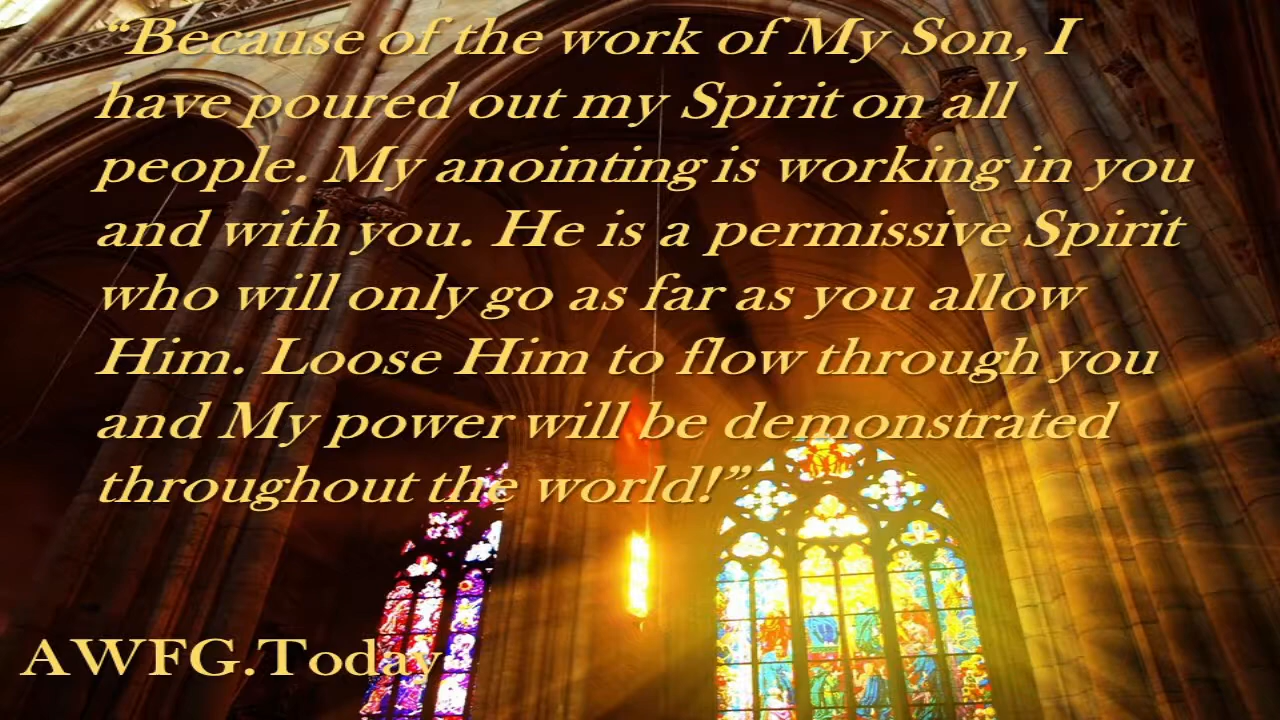 “Because of the work of My Son, I
have poured out my Spirit on all
people. My anointing is working in you
and with you. He is a permissive Spirit
who will only go as far as you allow
Him. Loose Him to flow through you
and My power will be demonstrated
throughout the world!”
AWFG.Today